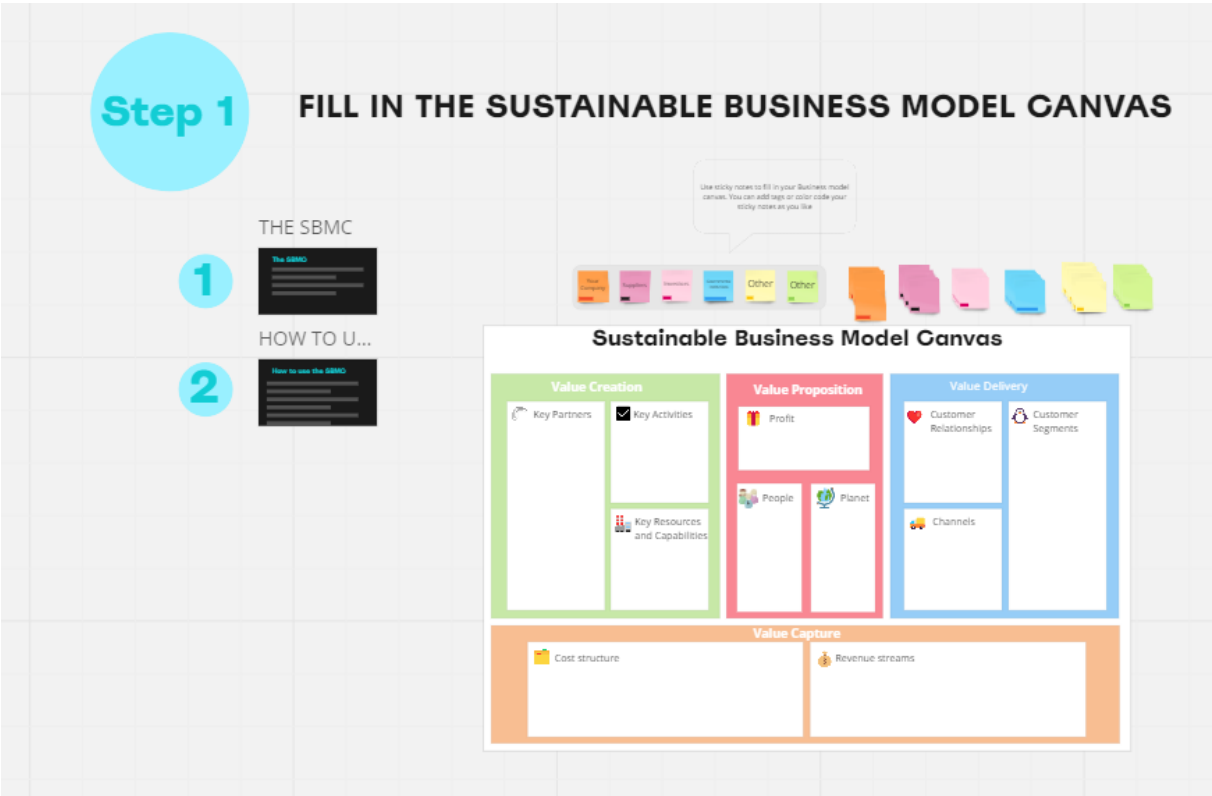 Step 1
FILL IN THE SUSTAINABLE BUSINESS MODEL CANVAS
Use sticky notes to fill in your Business model
canvas. You can add tags or color code your
sticky notes as you like
THE SBMC
1
The SBMC
HOW TO U...
2
How to use the SBMC
Your
Company
Suppliers
Other
Other
Sustainable Business Model Canvas
Value Creation
Key Partners
Key Activities
Key Resources
and Capabilities
Value Proposition
Profit
People
Planet
Value Delivery
Customer
Relationships
Customer
Segments
Channels
Value Capture
Cost structure
Revenue streams